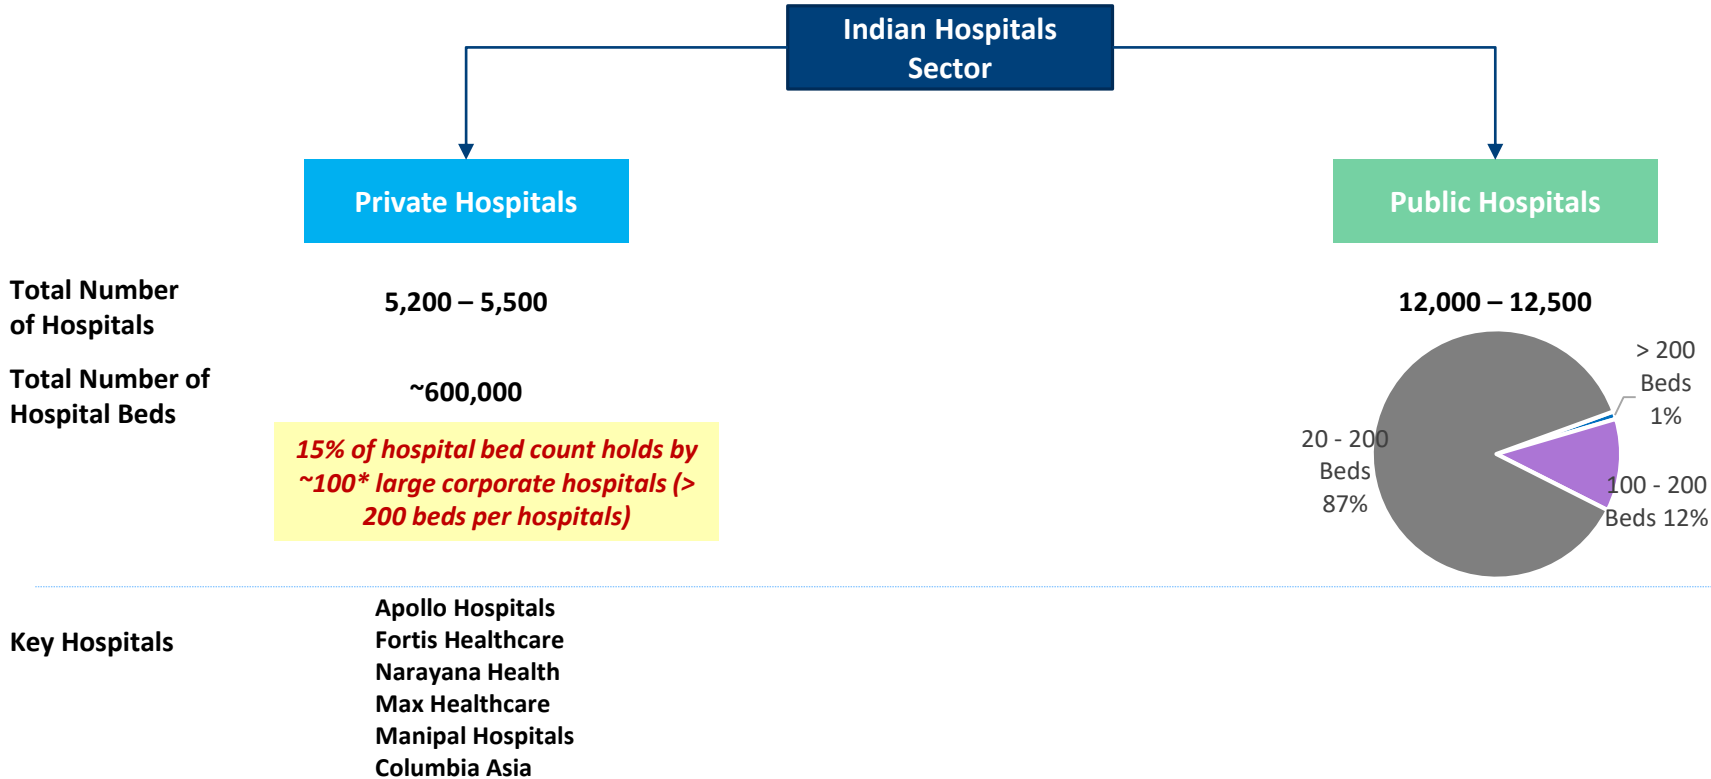 Indian Hospitals
Sector
Private Hospitals
Public Hospitals
Total Number
of Hospitals
5,200 – 5,500
12,000 – 12,500
Total Number of
Hospital Beds
~600,000
15% of hospital bed count holds by
~100* large corporate hospitals (>
200 beds per hospitals)
> 200
Beds
1%
20 - 200
Beds
87%
100 - 200
Beds 12%
Key Hospitals
Apollo Hospitals
Fortis Healthcare
Narayana Health
Max Healthcare
Manipal Hospitals
Columbia Asia